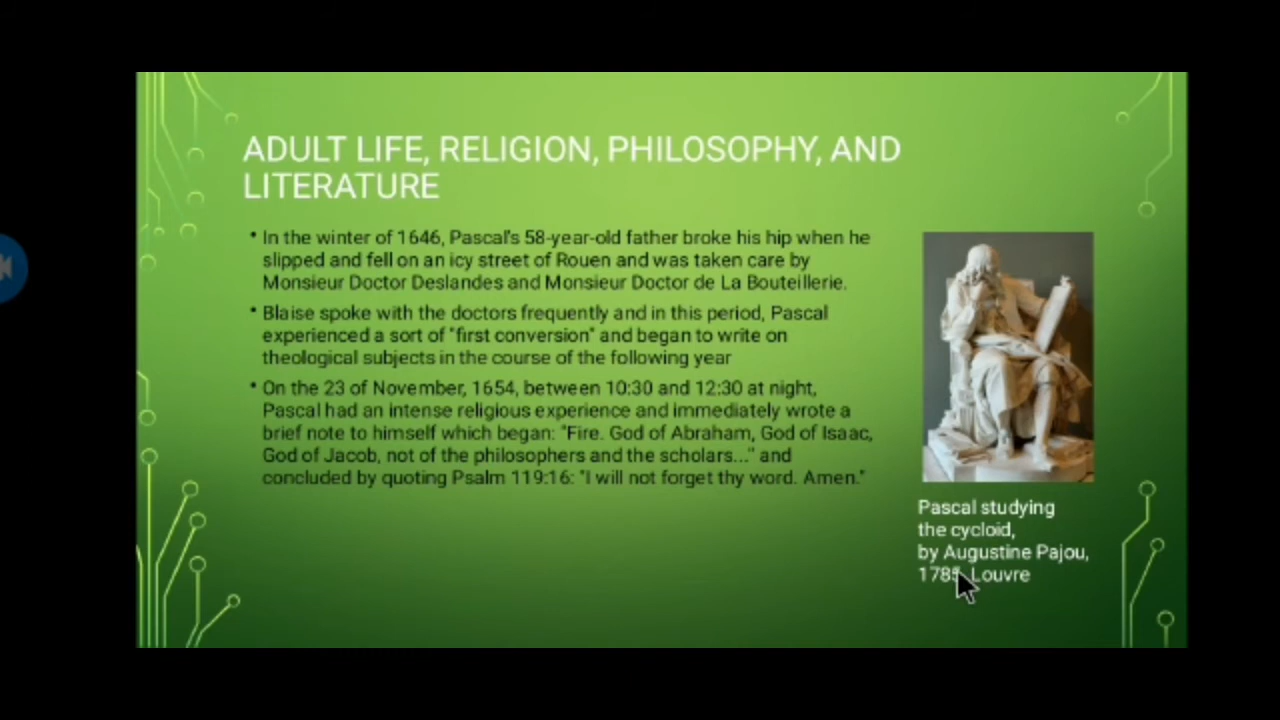 ADULT LIFE, RELIGION, PHILOSOPHY, AND
LITERATURE
• In the winter of 1646, Pascal's 58-year-old father broke his hip when he
slipped and fell on an icy street of Rouen and was taken care by
Monsieur Doctor Deslandes and Monsieur Doctor de La Bouteillerie.
• Blaise spoke with the doctors frequently and in this period, Pascal
experienced a sort of "first conversion" and began to write on
theological subjects in the course of the following year
• On the 23 of November, 1654, between 10:30 and 12:30 at night,
Pascal had an intense religious experience and immediately wrote a
brief note to himself which began: "Fire. God of Abraham, God of Isaac,
God of Jacob, not of the philosophers and the scholars..." and
concluded by quoting Psalm 119:16: "I will not forget thy word. Amen."
Pascal studying
the cycloid,
by Augustine Pajou,
1785, Louvre